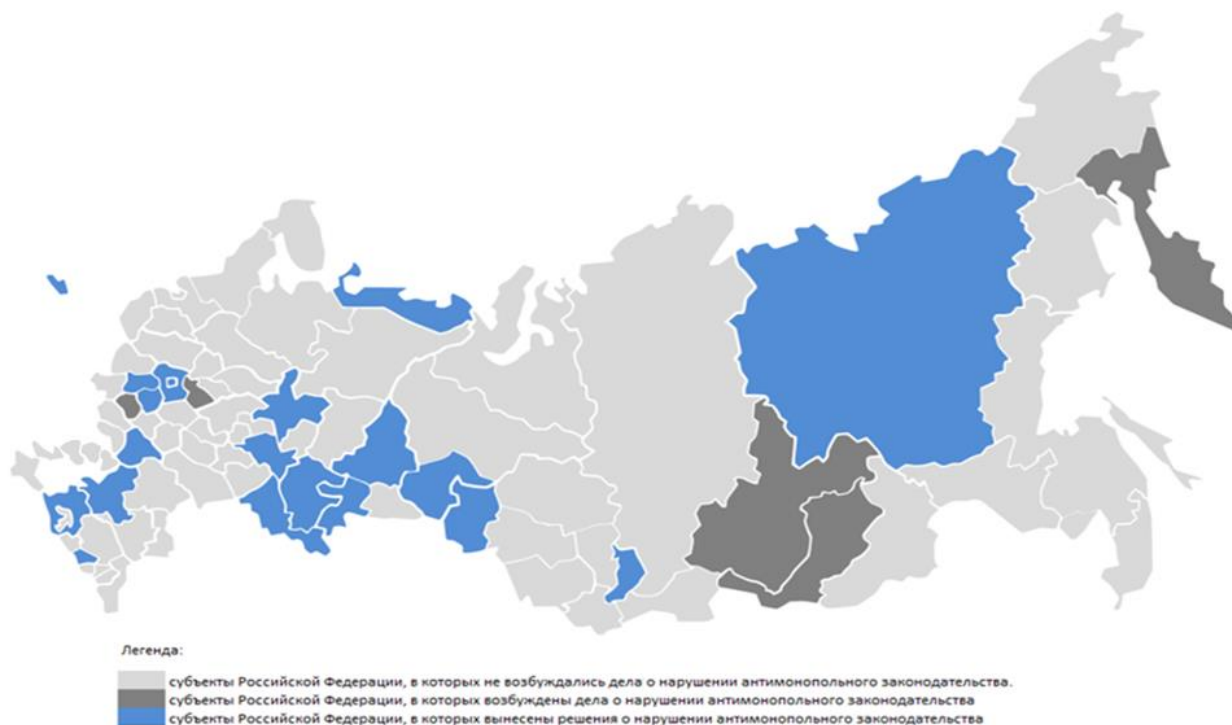 Легенда:
субъекты Российской Федерации, в которых не возбуждались дела о нарушении антимонопольного законодательства.
субъекты Российской Федерации, в которых возбуждены дела о нарушении антимонопольного законодательства
субъекты Российской Федерации, в которых вынесены решения о нарушении антимонопольного законодательства